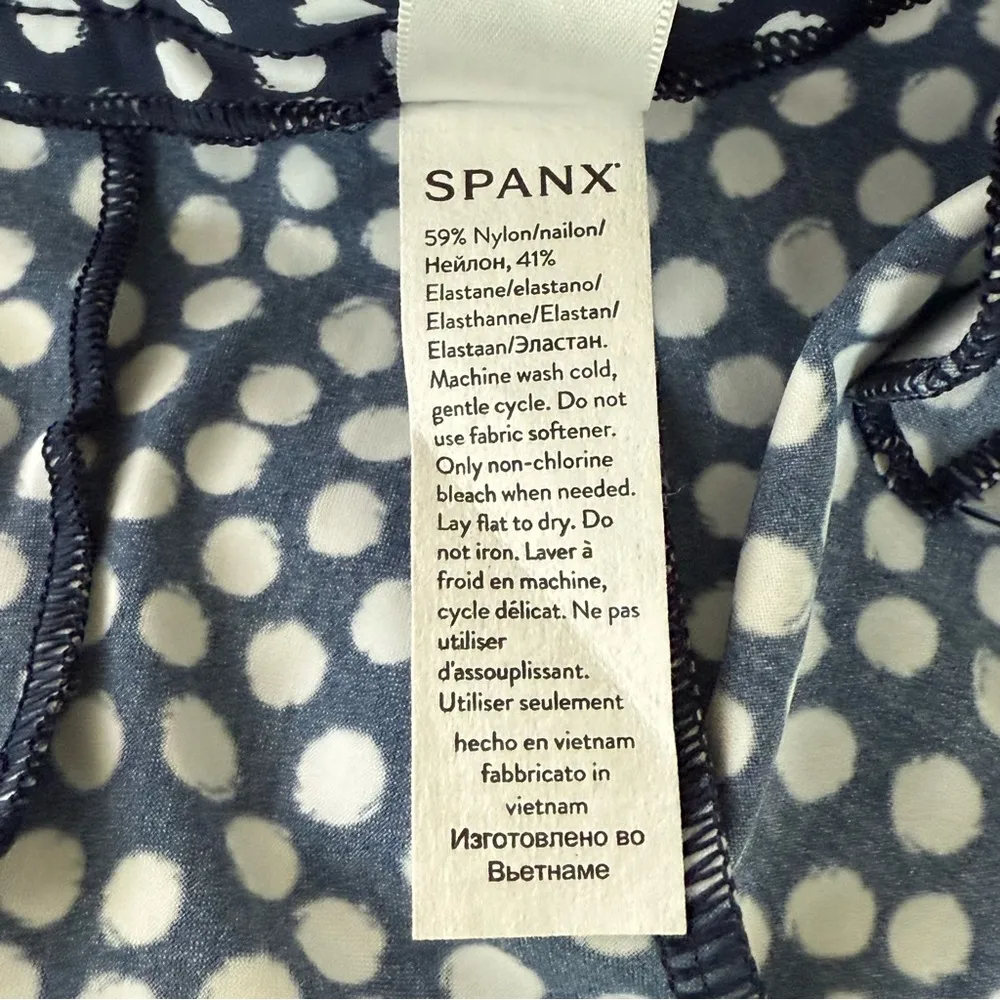 SPANX
59% Nylon/nailon/
Нейлон, 41%
Elastane/elastano/
Elasthanne/Elastan/
Elastaan/Эластан.
Machine wash cold,
gentle cycle. Do not
use fabric softener.
Only non-chlorine
bleach when needed.
Lay flat to dry. Do
not iron. Laver à
froid en machine,
cycle délicat. Ne pas
utiliser
d'assouplissant.
Utiliser seulement
hecho en vietnam
fabbricato in
vietnam
Изготовлено во
Вьетнаме